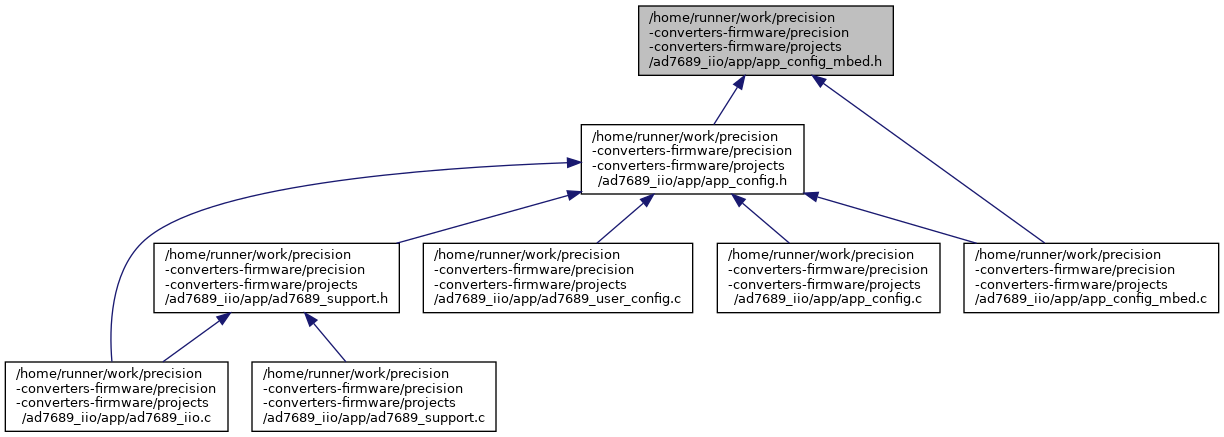 /home/runner/work/precision
-converters-firmware/precision
-converters-firmware/projects
/ad7689_iio/app/app_config_mbed.h
/home/runner/work/precision
-converters-firmware/precision
-converters-firmware/projects
/ad7689_iio/app/app_config.h
/home/runner/work/precision
-converters-firmware/precision
-converters-firmware/projects
/ad7689_iio/app/ad7689_support.h
/home/runner/work/precision
-converters-firmware/precision
-converters-firmware/projects
/ad7689_iio/app/ad7689_user_config.c
/home/runner/work/precision
-converters-firmware/precision
-converters-firmware/projects
/ad7689_iio/app/app_config.c
/home/runner/work/precision
-converters-firmware/precision
-converters-firmware/projects
/ad7689_iio/app/app_config_mbed.c
/home/runner/work/precision
-converters-firmware/precision
-converters-firmware/projects
/ad7689_iio/app/ad7689_iio.c
/home/runner/work/precision
-converters-firmware/precision
-converters-firmware/projects
/ad7689_iio/app/ad7689_support.c